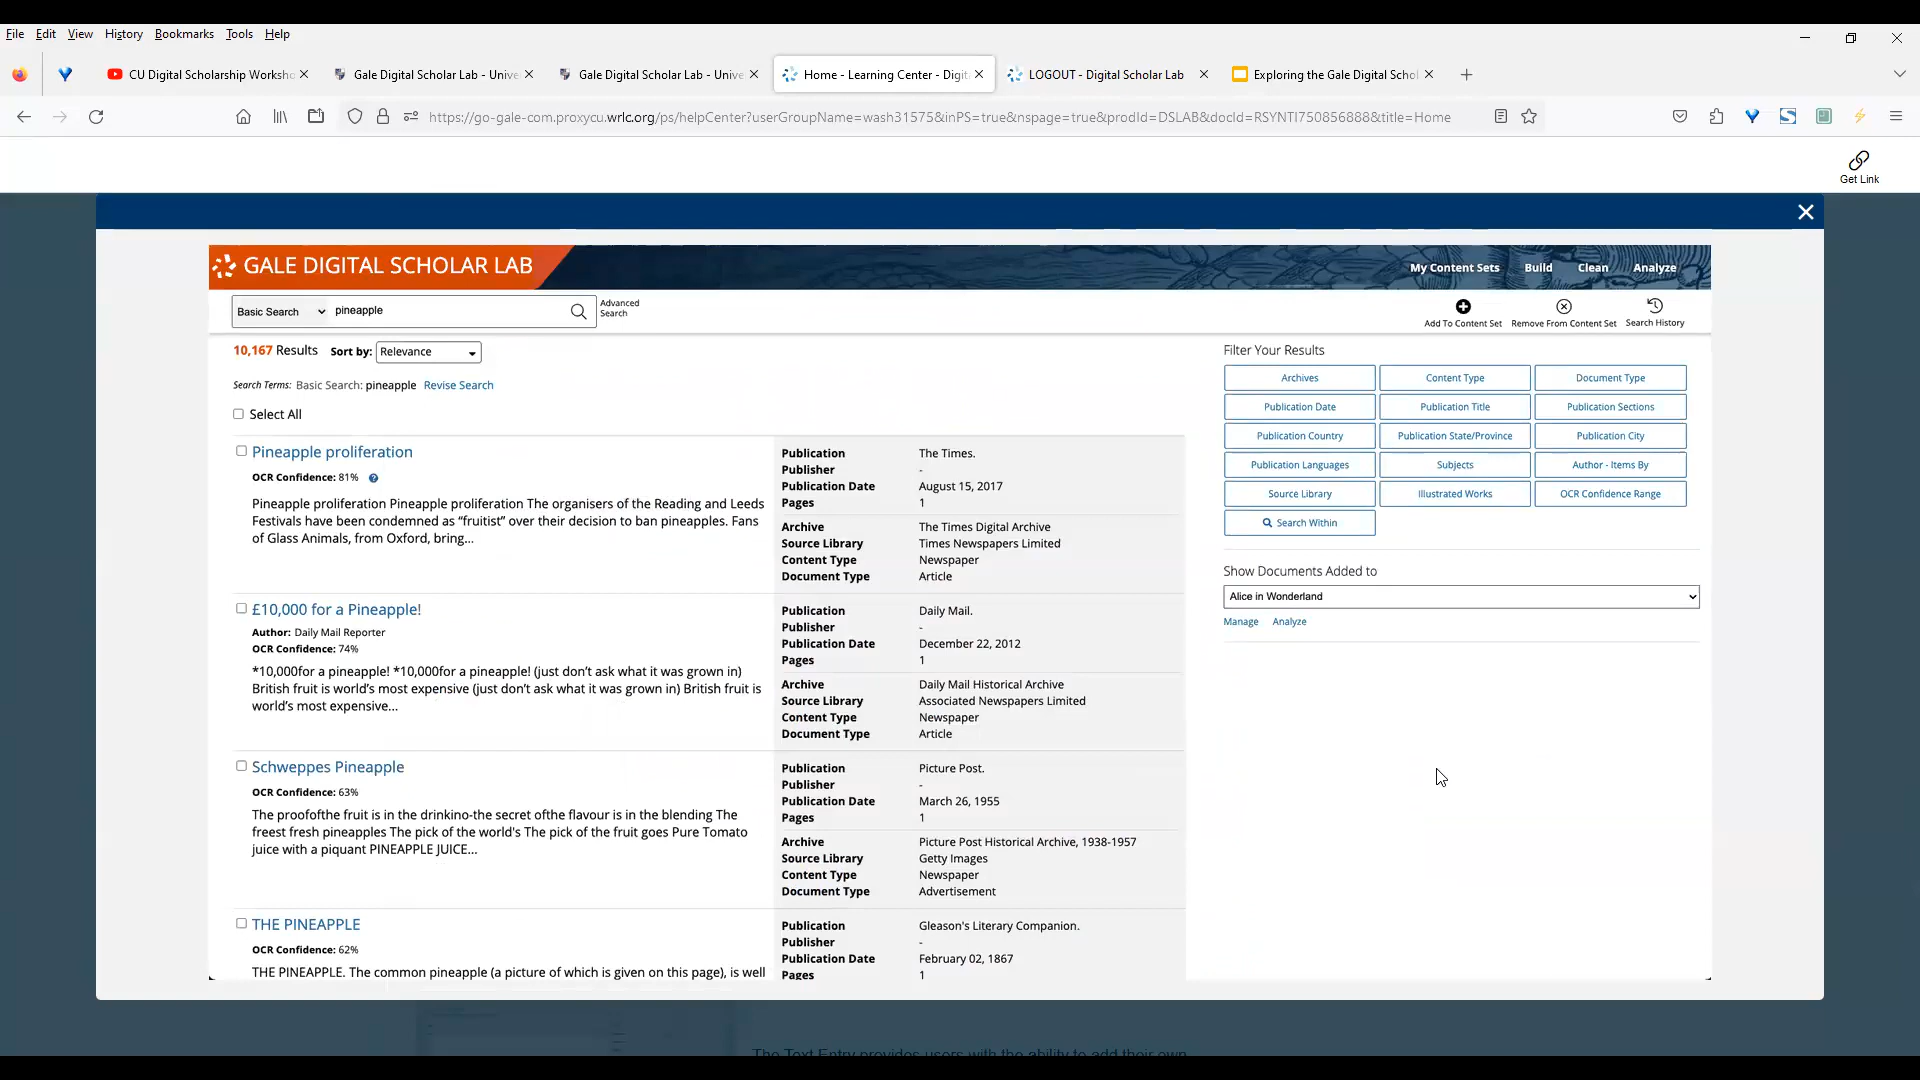 File Edit View History Bookmarks Tools Help
CU Digital Scholarship Worksho
Gale Digital Scholar Lab - Unive
Gale Digital Scholar Lab - Unive
Home - Learning Center - Digit
LOGOUT - Digital Scholar Lab
Exploring the Gale Digital Schol
https://go-gale-com.proxycu.wrlc.org/ps/helpCenter?userGroupName=wash31575&inPS=true&nspage=true&prodId=DSLAB&docId=RSYNTI750856888&title=Home
Get Link
GALE DIGITAL SCHOLAR LAB
My Content Sets Build Clean Analyze
Basic Search pineapple
Advanced Search
Add To Content Set Remove From Content Set Search History
10,167 Results Sort by: Relevance
Search Terms: Basic Search: pineapple Revise Search
Select All
Pineapple proliferation
OCR Confidence: 81%
Pineapple proliferation Pineapple proliferation The organisers of the Reading and Leeds
Festivals have been condemned as “fruitist” over their decision to ban pineapples. Fans
of Glass Animals, from Oxford, bring...
Publication The Times.
Publisher -
Publication Date August 15, 2017
Pages 1
Archive The Times Digital Archive
Source Library Times Newspapers Limited
Content Type Newspaper
Document Type Article
£10,000 for a Pineapple!
Author: Daily Mail Reporter
OCR Confidence: 74%
*10,000for a pineapple! *10,000for a pineapple! (just don’t ask what it was grown in)
British fruit is world’s most expensive (just don’t ask what it was grown in) British fruit is
world’s most expensive...
Publication Daily Mail.
Publisher -
Publication Date December 22, 2012
Pages 1
Archive Daily Mail Historical Archive
Source Library Associated Newspapers Limited
Content Type Newspaper
Document Type Article
Schweppes Pineapple
OCR Confidence: 63%
The proofofthe fruit is in the drinkino-the secret ofthe flavour is in the blending The
freest fresh pineapples The pick of the world's The pick of the fruit goes Pure Tomato
juice with a piquant PINEAPPLE JUICE...
Publication Picture Post.
Publisher -
Publication Date March 26, 1955
Pages 1
Archive Picture Post Historical Archive, 1938-1957
Source Library Getty Images
Content Type Newspaper
Document Type Advertisement
THE PINEAPPLE
OCR Confidence: 62%
THE PINEAPPLE. The common pineapple (a picture of which is given on this page), is well
Publication Gleason's Literary Companion.
Publisher -
Publication Date February 02, 1867
Pages 1
Filter Your Results
Archives Content Type Document Type
Publication Date Publication Title Publication Sections
Publication Country Publication State/Province Publication City
Publication Languages Subjects Author - Items By
Source Library Illustrated Works OCR Confidence Range
Search Within
Show Documents Added to
Alice in Wonderland
Manage Analyze
The Text Entry provides users with the ability to add their own